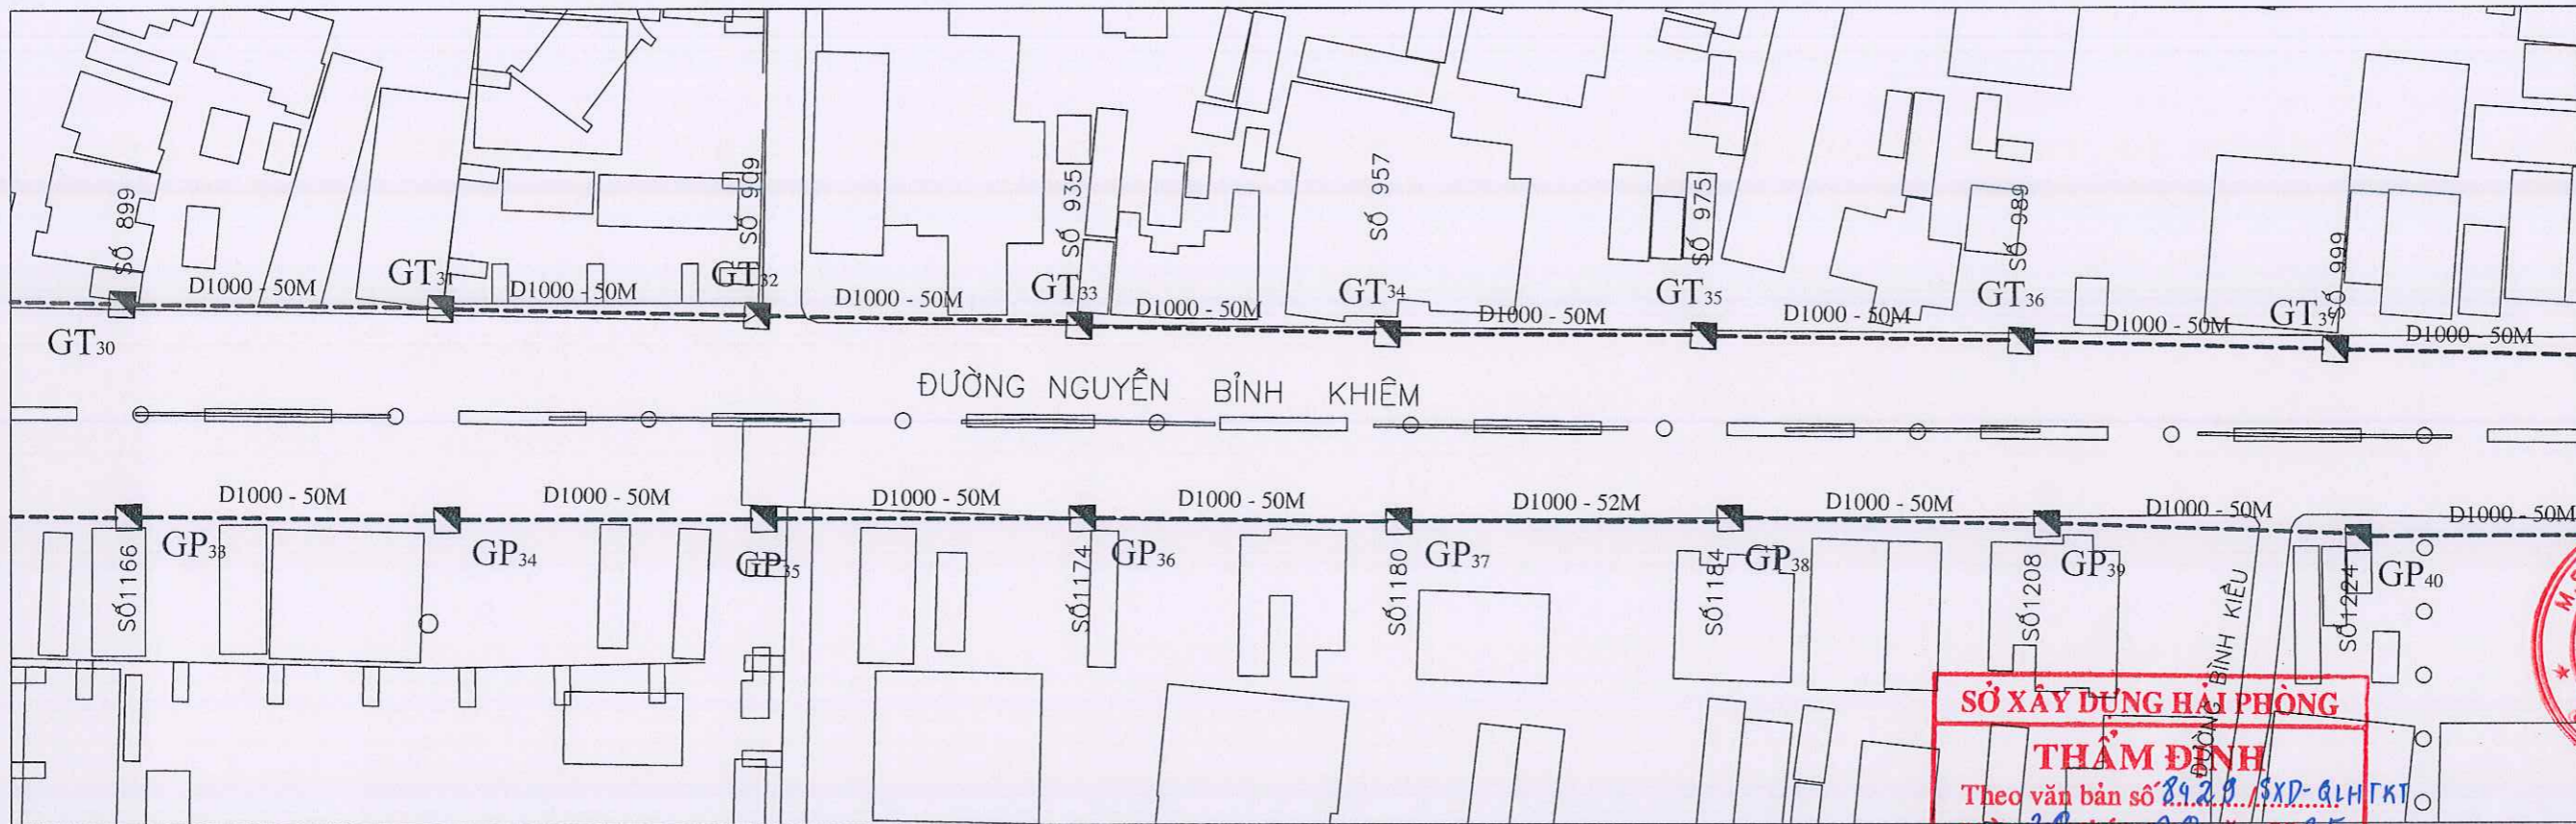 SỐ 899
SỐ 909
SỐ 935
SỐ 957
SỐ 975
SỐ 989
SỐ 999
GT31
GT32
GT33
GT34
GT35
GT36
GT37
D1000 - 50M
D1000 - 50M
D1000 - 50M
D1000 - 50M
D1000 - 50M
D1000 - 50M
D1000 - 50M
D1000 - 50M
GT30
ĐƯỜNG NGUYỄN BỈNH KHIÊM
D1000 - 50M
D1000 - 50M
D1000 - 50M
D1000 - 50M
D1000 - 52M
D1000 - 50M
D1000 - 50M
D1000 - 50M
GP33
GP34
GP35
GP36
GP37
GP38
GP39
GP40
SỐ1166
SỐ1174
SỐ1180
SỐ1184
SỐ1208
SỐ1224
ĐƯỜNG BÌNH KIỀU
SỞ XÂY DỰNG HẢI PHÒNG
THẨM ĐỊNH
Theo văn bản số 8929 /SXD-QLHTKT